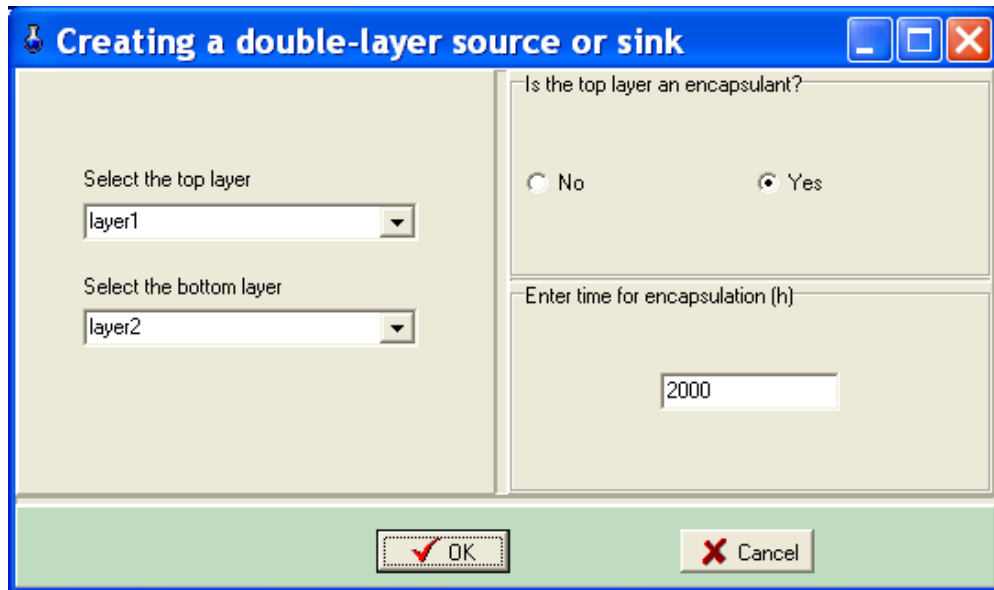 Creating a double-layer source or sink
Select the top layer
layer1
Select the bottom layer
layer2
Is the top layer an encapsulant?
No
Yes
Enter time for encapsulation (h)
2000
OK
Cancel